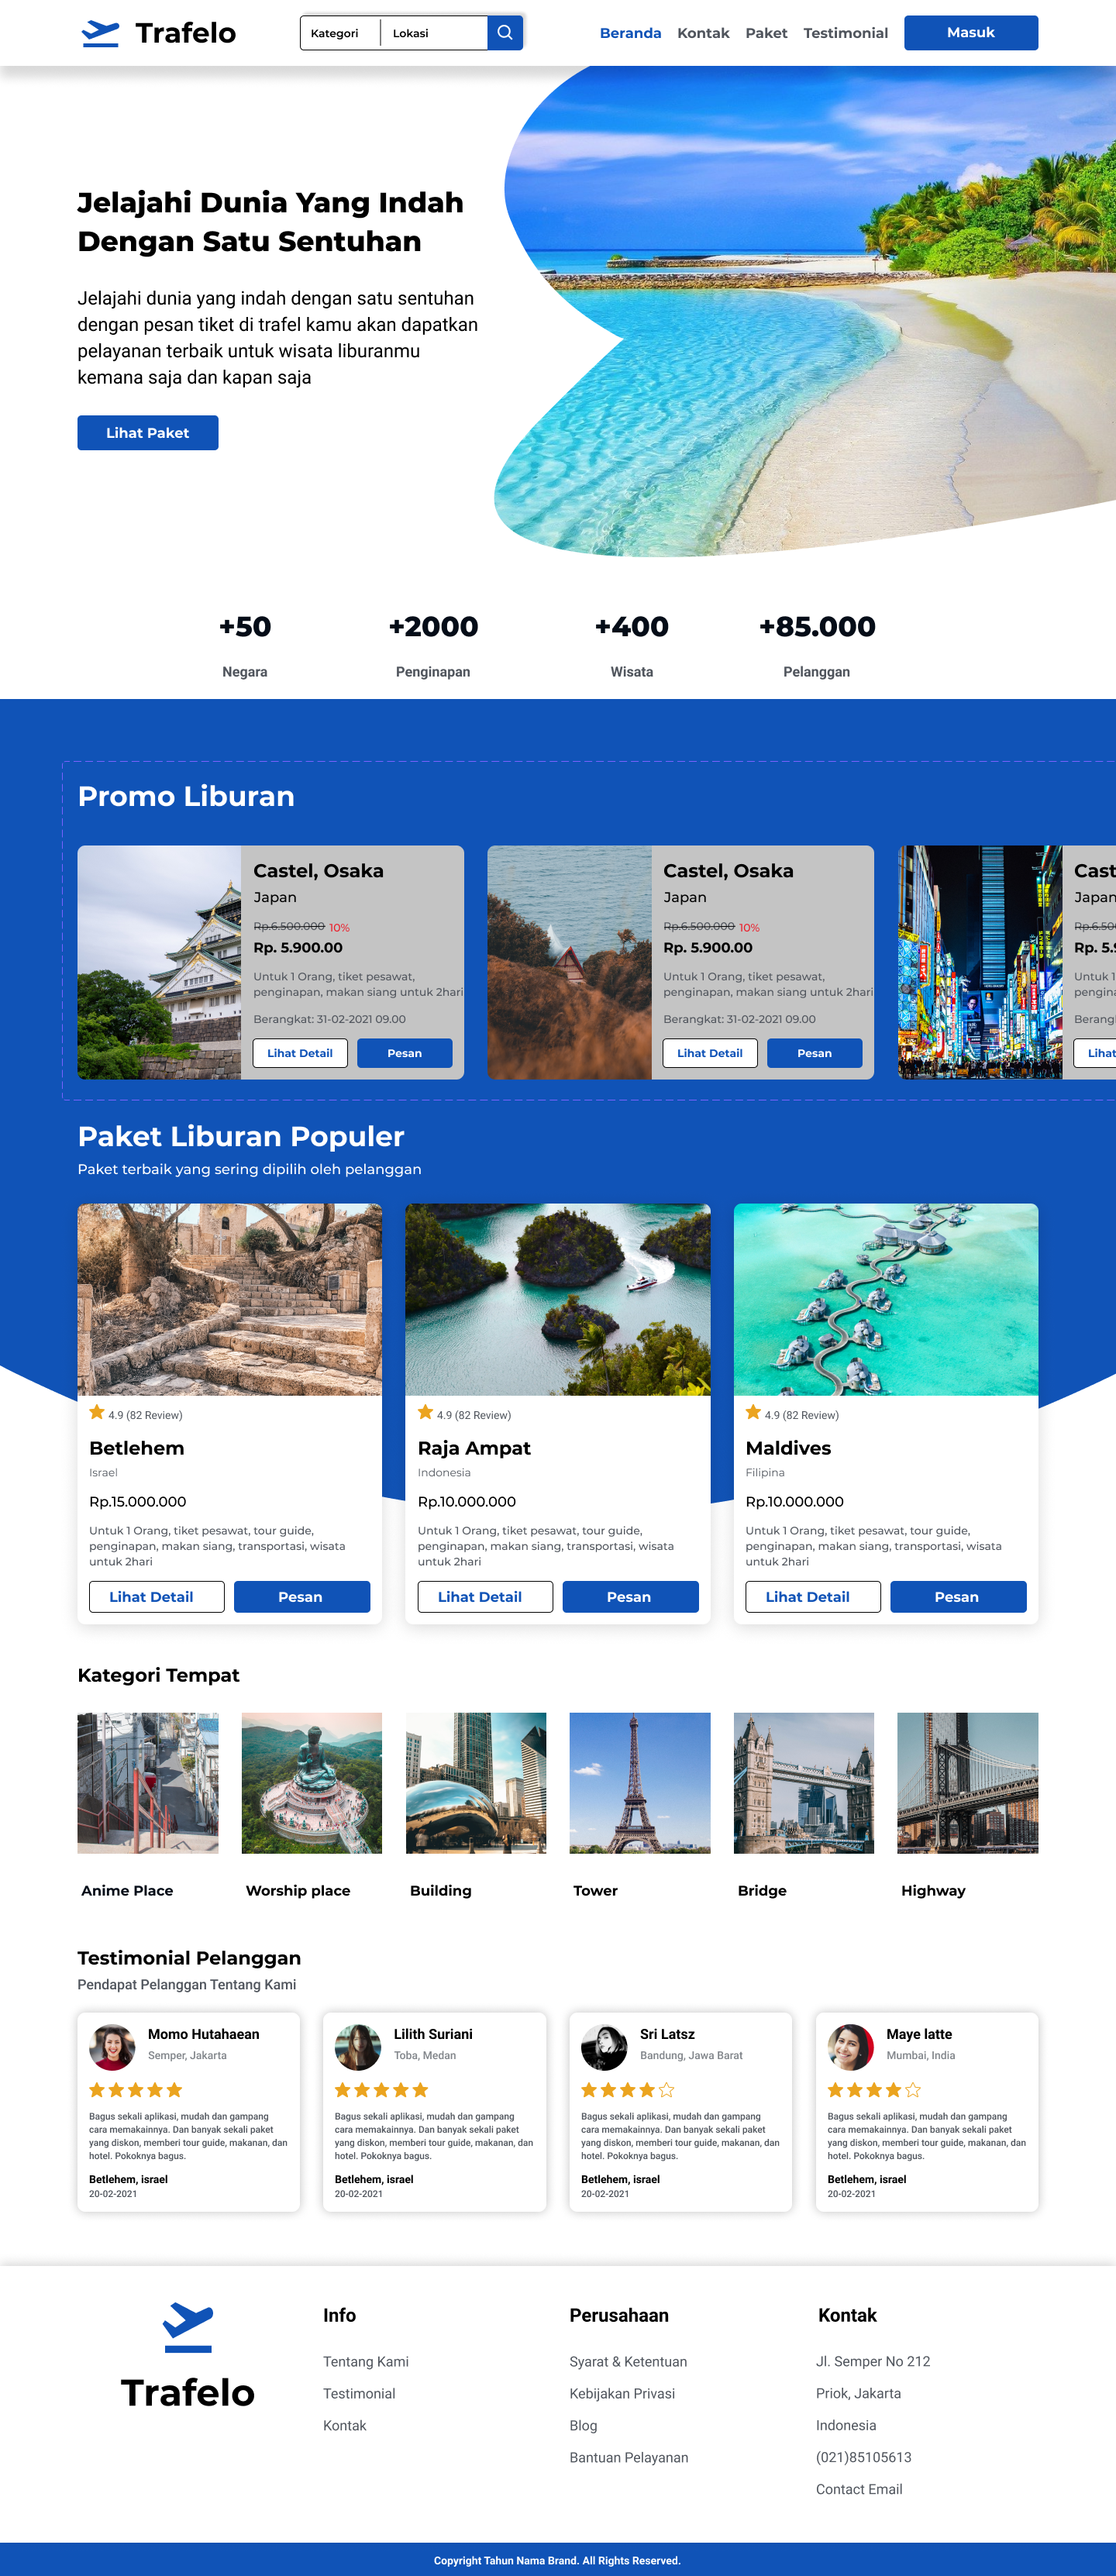 Trafelo
Kategori
Lokasi
Beranda
Kontak
Paket
Testimonial
Masuk
Jelajahi Dunia Yang Indah
Dengan Satu Sentuhan
Jelajahi dunia yang indah dengan satu sentuhan
dengan pesan tiket di trafel kamu akan dapatkan
pelayanan terbaik untuk wisata liburanmu
kemana saja dan kapan saja
Lihat Paket
+50
Negara
+2000
Penginapan
+400
Wisata
+85.000
Pelanggan
Promo Liburan
Castel, Osaka
Japan
Rp.6.500.000 10%
Rp. 5.900.00
Untuk 1 Orang, tiket pesawat,
penginapan, makan siang untuk 2hari
Berangkat: 31-02-2021 09.00
Lihat Detail
Pesan
Castel, Osaka
Japan
Rp.6.500.000 10%
Rp. 5.900.00
Untuk 1 Orang, tiket pesawat,
penginapan, makan siang untuk 2hari
Berangkat: 31-02-2021 09.00
Lihat Detail
Pesan
Cast
Japan
Rp.6.50
Rp. 5.9
Untuk 1
pengina
Berang
Lihat
Paket Liburan Populer
Paket terbaik yang sering dipilih oleh pelanggan
4.9 (82 Review)
Betlehem
Israel
Rp.15.000.000
Untuk 1 Orang, tiket pesawat, tour guide,
penginapan, makan siang, transportasi, wisata
untuk 2hari
Lihat Detail
Pesan
4.9 (82 Review)
Raja Ampat
Indonesia
Rp.10.000.000
Untuk 1 Orang, tiket pesawat, tour guide,
penginapan, makan siang, transportasi, wisata
untuk 2hari
Lihat Detail
Pesan
4.9 (82 Review)
Maldives
Filipina
Rp.10.000.000
Untuk 1 Orang, tiket pesawat, tour guide,
penginapan, makan siang, transportasi, wisata
untuk 2hari
Lihat Detail
Pesan
Kategori Tempat
Anime Place
Worship place
Building
Tower
Bridge
Highway
Testimonial Pelanggan
Pendapat Pelanggan Tentang Kami
Momo Hutahaean
Semper, Jakarta
Bagus sekali aplikasi, mudah dan gampang
cara memakainnya. Dan banyak sekali paket
yang diskon, memberi tour guide, makanan, dan
hotel. Pokoknya bagus.
Betlehem, israel
20-02-2021
Lilith Suriani
Toba, Medan
Bagus sekali aplikasi, mudah dan gampang
cara memakainnya. Dan banyak sekali paket
yang diskon, memberi tour guide, makanan, dan
hotel. Pokoknya bagus.
Betlehem, israel
20-02-2021
Sri Latsz
Bandung, Jawa Barat
Bagus sekali aplikasi, mudah dan gampang
cara memakainnya. Dan banyak sekali paket
yang diskon, memberi tour guide, makanan, dan
hotel. Pokoknya bagus.
Betlehem, israel
20-02-2021
Maye latte
Mumbai, India
Bagus sekali aplikasi, mudah dan gampang
cara memakainnya. Dan banyak sekali paket
yang diskon, memberi tour guide, makanan, dan
hotel. Pokoknya bagus.
Betlehem, israel
20-02-2021
Trafelo
Info
Tentang Kami
Testimonial
Kontak
Perusahaan
Syarat & Ketentuan
Kebijakan Privasi
Blog
Bantuan Pelayanan
Kontak
Jl. Semper No 212
Priok, Jakarta
Indonesia
(021)85105613
Contact Email
Copyright Tahun Nama Brand. All Rights Reserved.